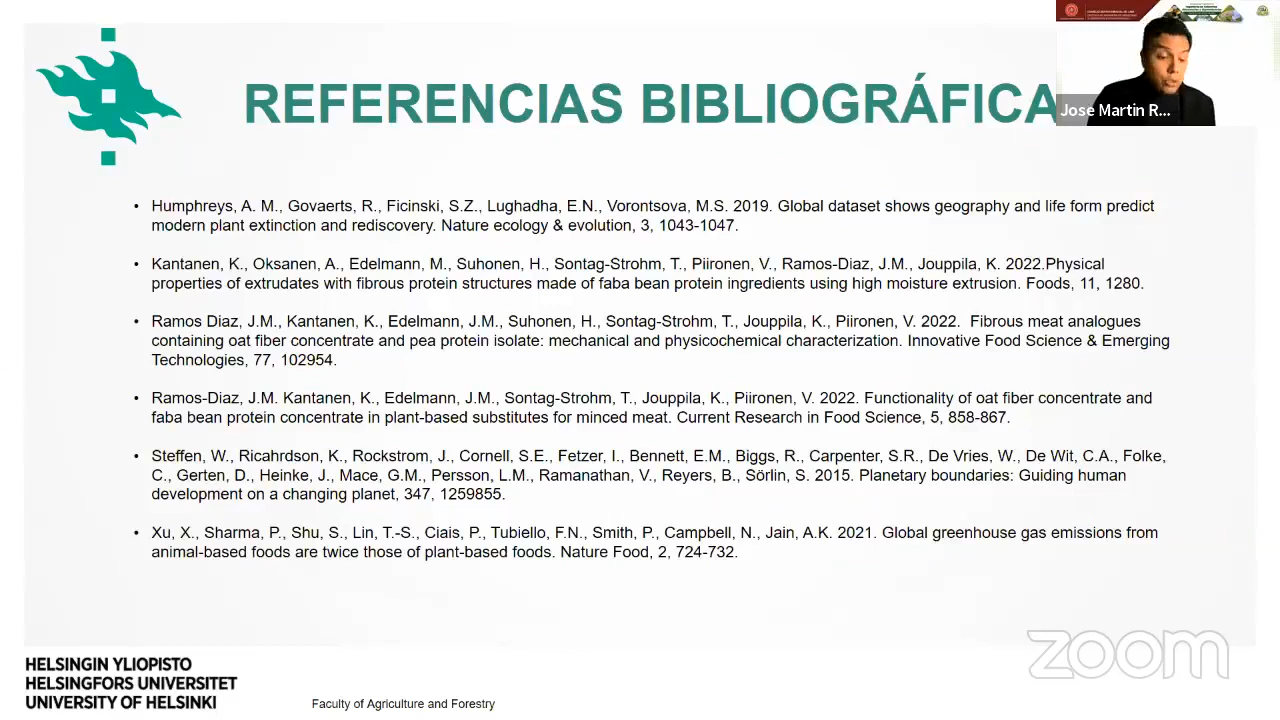 REFERENCIAS BIBLIOGRÁFICA
Jose Martin R...
Humphreys, A. M., Govaerts, R., Ficinski, S.Z., Lughadha, E.N., Vorontsova, M.S. 2019. Global dataset shows geography and life form predict
modern plant extinction and rediscovery. Nature ecology & evolution, 3, 1043-1047.
Kantanen, K., Oksanen, A., Edelmann, M., Suhonen, H., Sontag-Strohm, T., Piironen, V., Ramos-Diaz, J.M., Jouppila, K. 2022.Physical
properties of extrudates with fibrous protein structures made of faba bean protein ingredients using high moisture extrusion. Foods, 11, 1280.
Ramos Diaz, J.M., Kantanen, K., Edelmann, J.M., Suhonen, H., Sontag-Strohm, T., Jouppila, K., Piironen, V. 2022. Fibrous meat analogues
containing oat fiber concentrate and pea protein isolate: mechanical and physicochemical characterization. Innovative Food Science & Emerging
Technologies, 77, 102954.
Ramos-Diaz, J.M. Kantanen, K., Edelmann, J.M., Sontag-Strohm, T., Jouppila, K., Piironen, V. 2022. Functionality of oat fiber concentrate and
faba bean protein concentrate in plant-based substitutes for minced meat. Current Research in Food Science, 5, 858-867.
Steffen, W., Ricahrdson, K., Rockstrom, J., Cornell, S.E., Fetzer, I., Bennett, E.M., Biggs, R., Carpenter, S.R., De Vries, W., De Wit, C.A., Folke,
C., Gerten, D., Heinke, J., Mace, G.M., Persson, L.M., Ramanathan, V., Reyers, B., Sörlin, S. 2015. Planetary boundaries: Guiding human
development on a changing planet, 347, 1259855.
Xu, X., Sharma, P., Shu, S., Lin, T.-S., Ciais, P., Tubiello, F.N., Smith, P., Campbell, N., Jain, A.K. 2021. Global greenhouse gas emissions from
animal-based foods are twice those of plant-based foods. Nature Food, 2, 724-732.
zoom
HELSINGIN YLIOPISTO
HELSINGFORS UNIVERSITET
UNIVERSITY OF HELSINKI
Faculty of Agriculture and Forestry